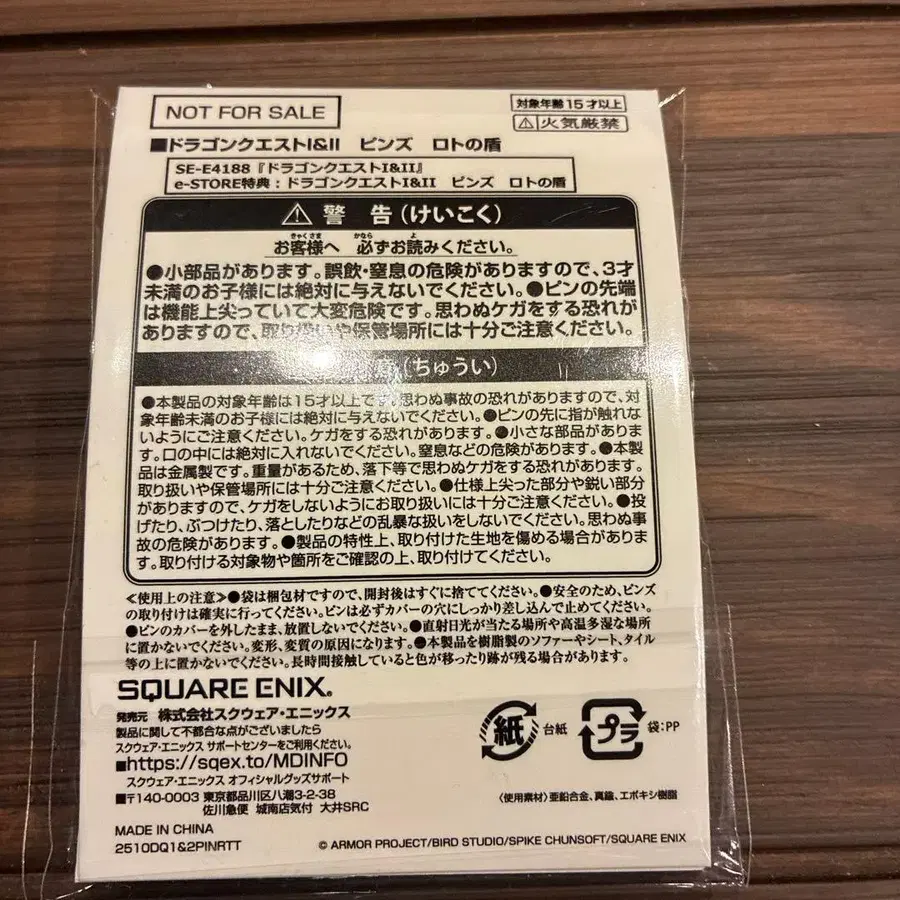 NOT FOR SALE
対象年齢15才以上
⚠火気厳禁
■ドラゴンクエストI&II ピンズ ロトの盾
SE-E4188『ドラゴンクエストI&II』
e-STORE特典：ドラゴンクエストI&II ピンズ ロトの盾
⚠ 警 告（けいこく）
きゃくさま かなら よ
お客様へ 必ずお読みください。
●小部品があります。誤飲・窒息の危険がありますので、3才
未満のお子様には絶対に与えないでください。●ピンの先端
は機能上尖っていて大変危険です。思わぬケガをする恐れが
ありますので、取り扱いや保管場所には十分ご注意ください。
意（ちゅうい）
●本製品の対象年齢は15才以上です。思わぬ事故の恐れがありますので、対
象年齢未満のお子様には絶対に与えないでください。●ピンの先に指が触れな
いようにご注意ください。ケガをする恐れがあります。●小さな部品がありま
す。口の中には絶対に入れないでください。窒息などの危険があります。●本製
品は金属製です。重量があるため、落下等で思わぬケガをする恐れがあります。
取り扱いや保管場所には十分ご注意ください。●仕様上尖った部分や鋭い部分
がありますので、ケガをしないようにお取り扱いには十分ご注意ください。●投
げたり、ぶつけたり、落としたりなどの乱暴な扱いをしないでください。思わぬ事
故の危険があります。●製品の特性上、取り付けた生地を傷める場合がありま
す。取り付ける対象物や箇所をご確認の上、取り付けてください。
≪使用上の注意≫●袋は梱包材ですので、開封後はすぐに捨ててください。●安全のため、ピンズ
の取り付けは確実に行ってください。ピンは必ずカバーの穴にしっかり差し込んで止めてください。
●ピンのカバーを外したまま、放置しないでください。●直射日光が当たる場所や高温多湿な場所
に置かないでください。変形、変質の原因になります。●本製品を樹脂製のソファーやシート、タイル
等の上に置かないでください。長時間接触していると色が移ったり跡が残る場合があります。
SQUARE ENIX®
発売元 株式会社スクウェア・エニックス
製品に関して不都合な点がございましたら
スクウェア・エニックス サポートセンターをご利用ください。
■https://sqex.to/MDINFO
スクウェア・エニックス オフィシャルグッズサポート
■〒140-0003 東京都品川区八潮3-2-38
佐川急便 城南店気付 大井SRC
紙 台紙
プラ 袋：PP
〈使用素材〉亜鉛合金、真鍮、エポキシ樹脂
MADE IN CHINA
2510DQ1&2PINRTT
© ARMOR PROJECT/BIRD STUDIO/SPIKE CHUNSOFT/SQUARE ENIX